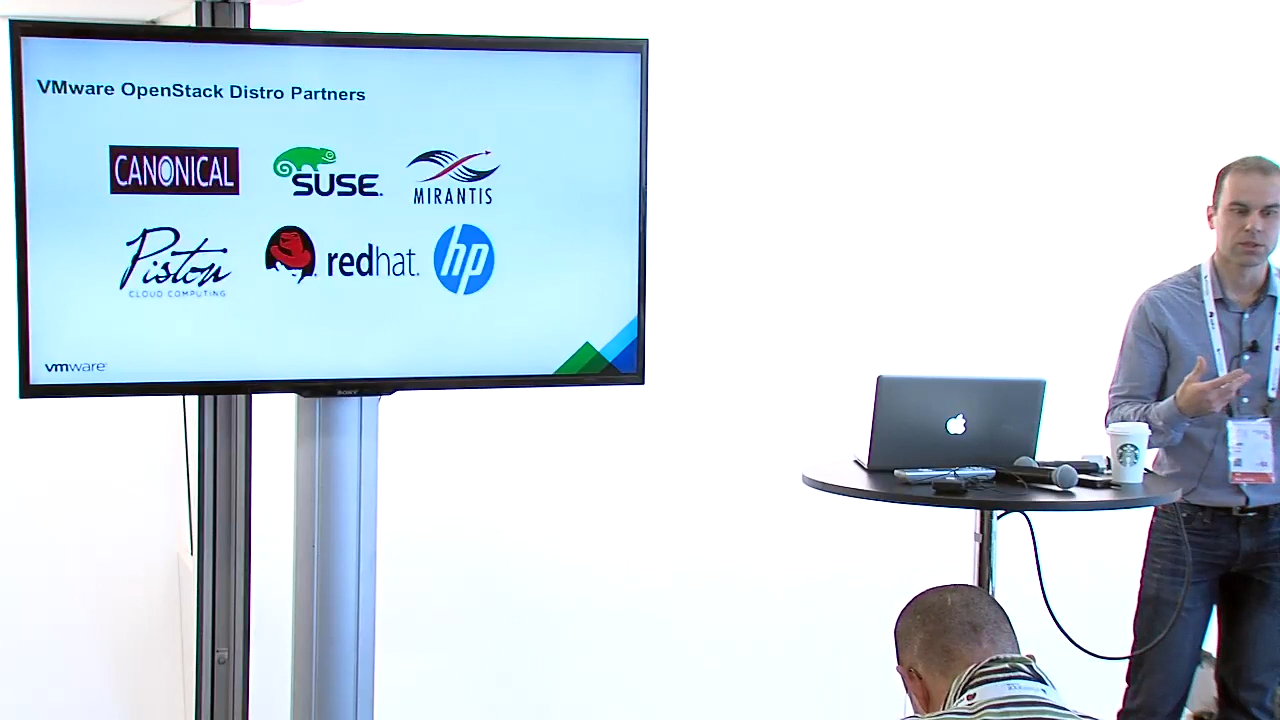 VMware OpenStack Distro Partners
CANONICAL
SUSE
MIRANTIS
Piston
CLOUD COMPUTING
redhat.
hp
vmware
SONY